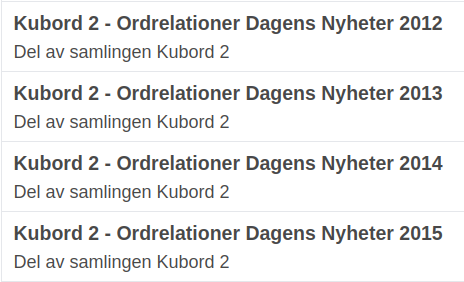 Kubord 2 - Ordrelationer Dagens Nyheter 2012
Del av samlingen Kubord 2
Kubord 2 - Ordrelationer Dagens Nyheter 2013
Del av samlingen Kubord 2
Kubord 2 - Ordrelationer Dagens Nyheter 2014
Del av samlingen Kubord 2
Kubord 2 - Ordrelationer Dagens Nyheter 2015
Del av samlingen Kubord 2